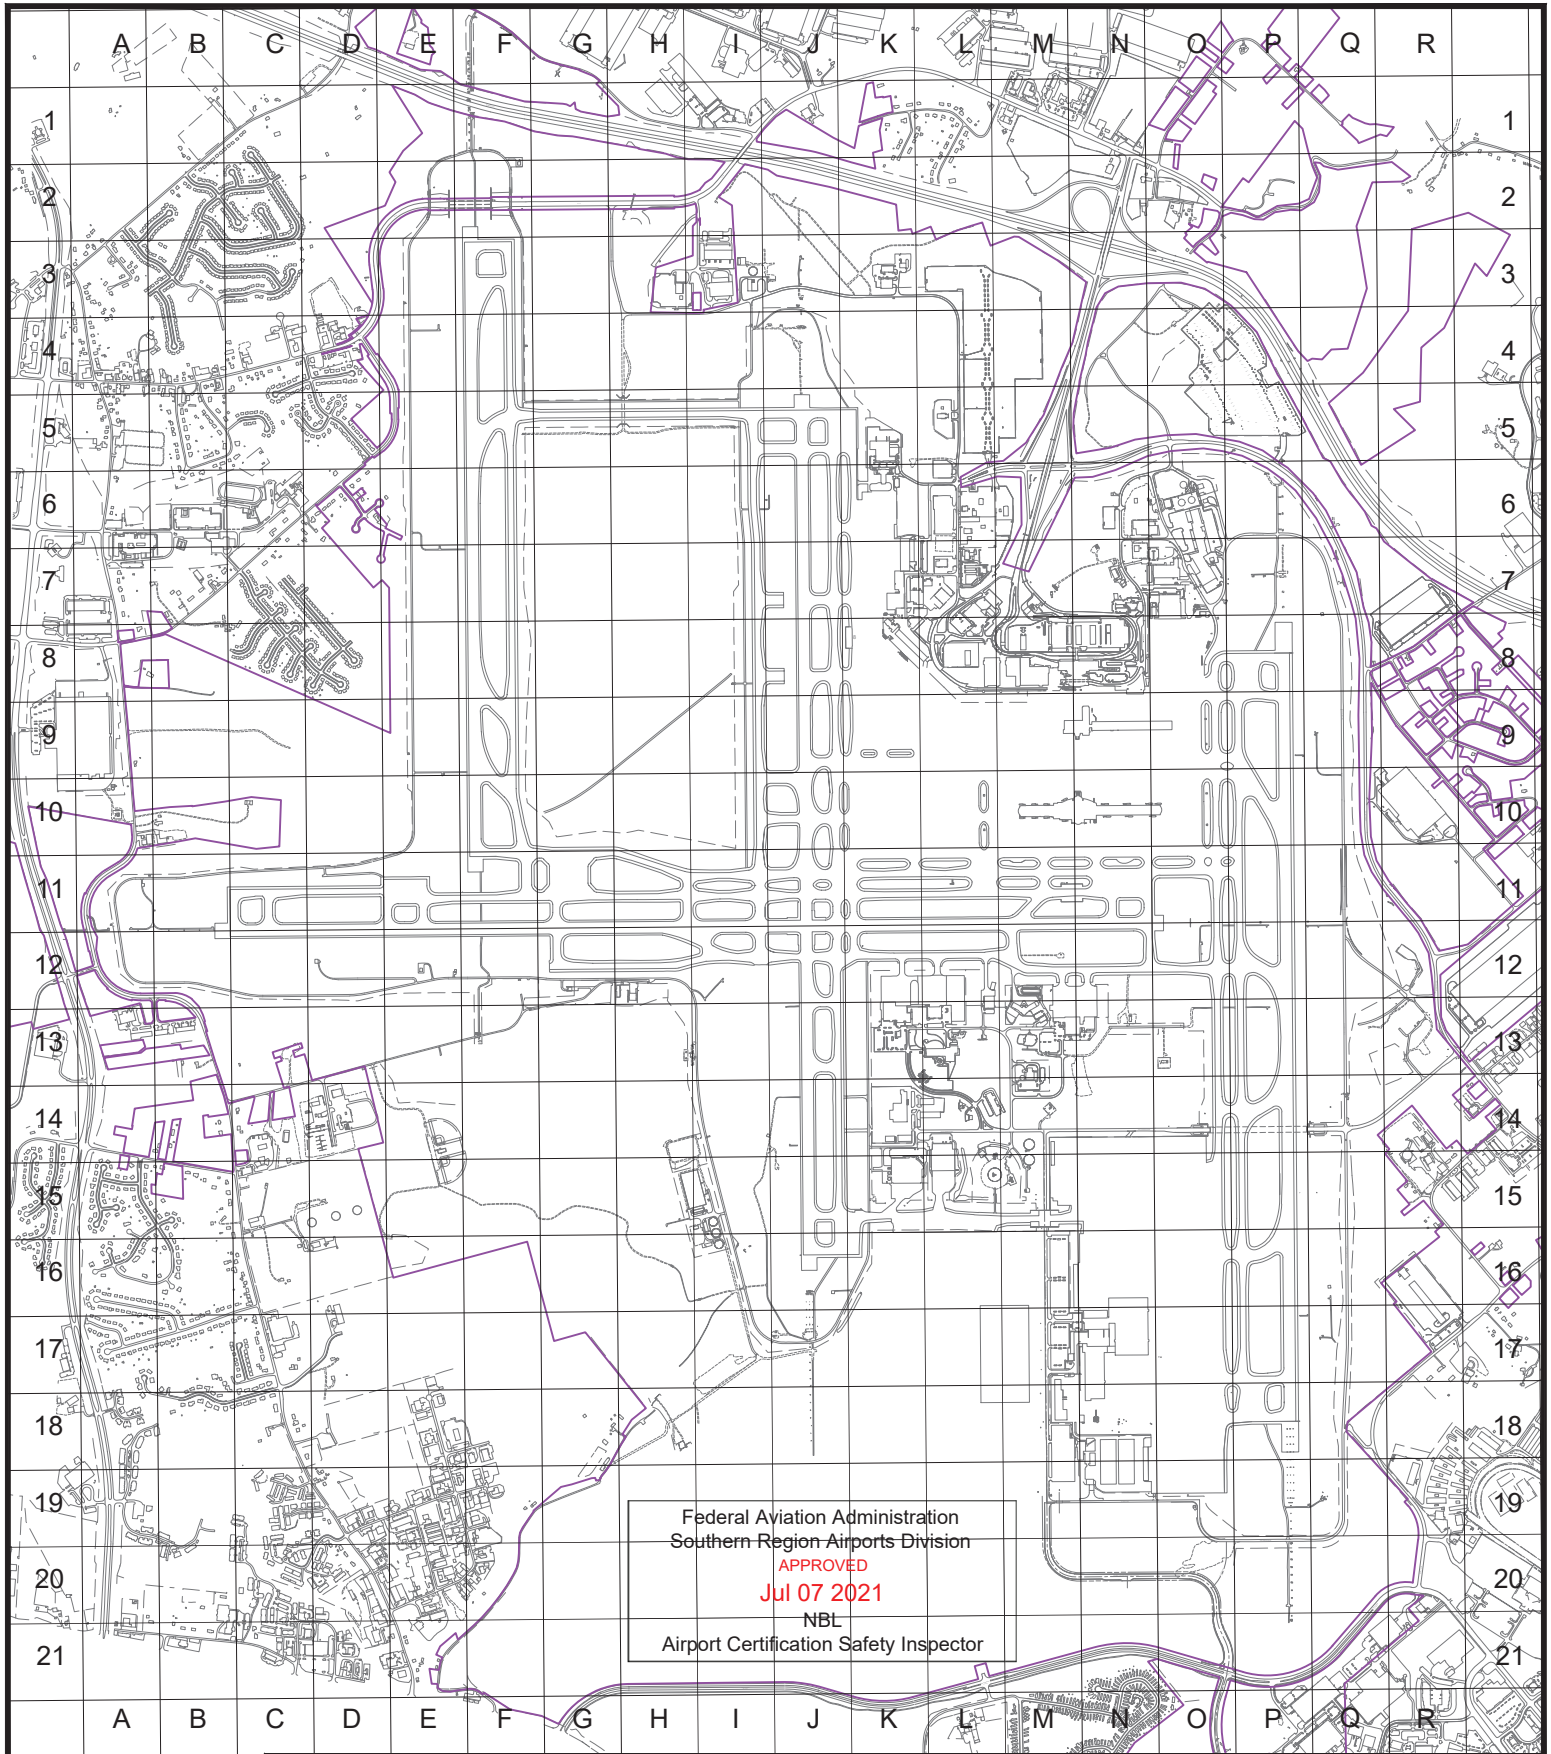 A B C D E F G H I J K L M N O P Q R
1 1
2 2
3 3
4 4
5 5
6 6
7 7
8 8
9 9
10 10
11 11
12 12
13 13
14 14
15 15
16 16
17 17
18 18
19 19
20 20
21 21
Federal Aviation Administration
Southern Region Airports Division
APPROVED
Jul 07 2021
NBL
Airport Certification Safety Inspector
A B C D E F G H I J K L M N O P Q R